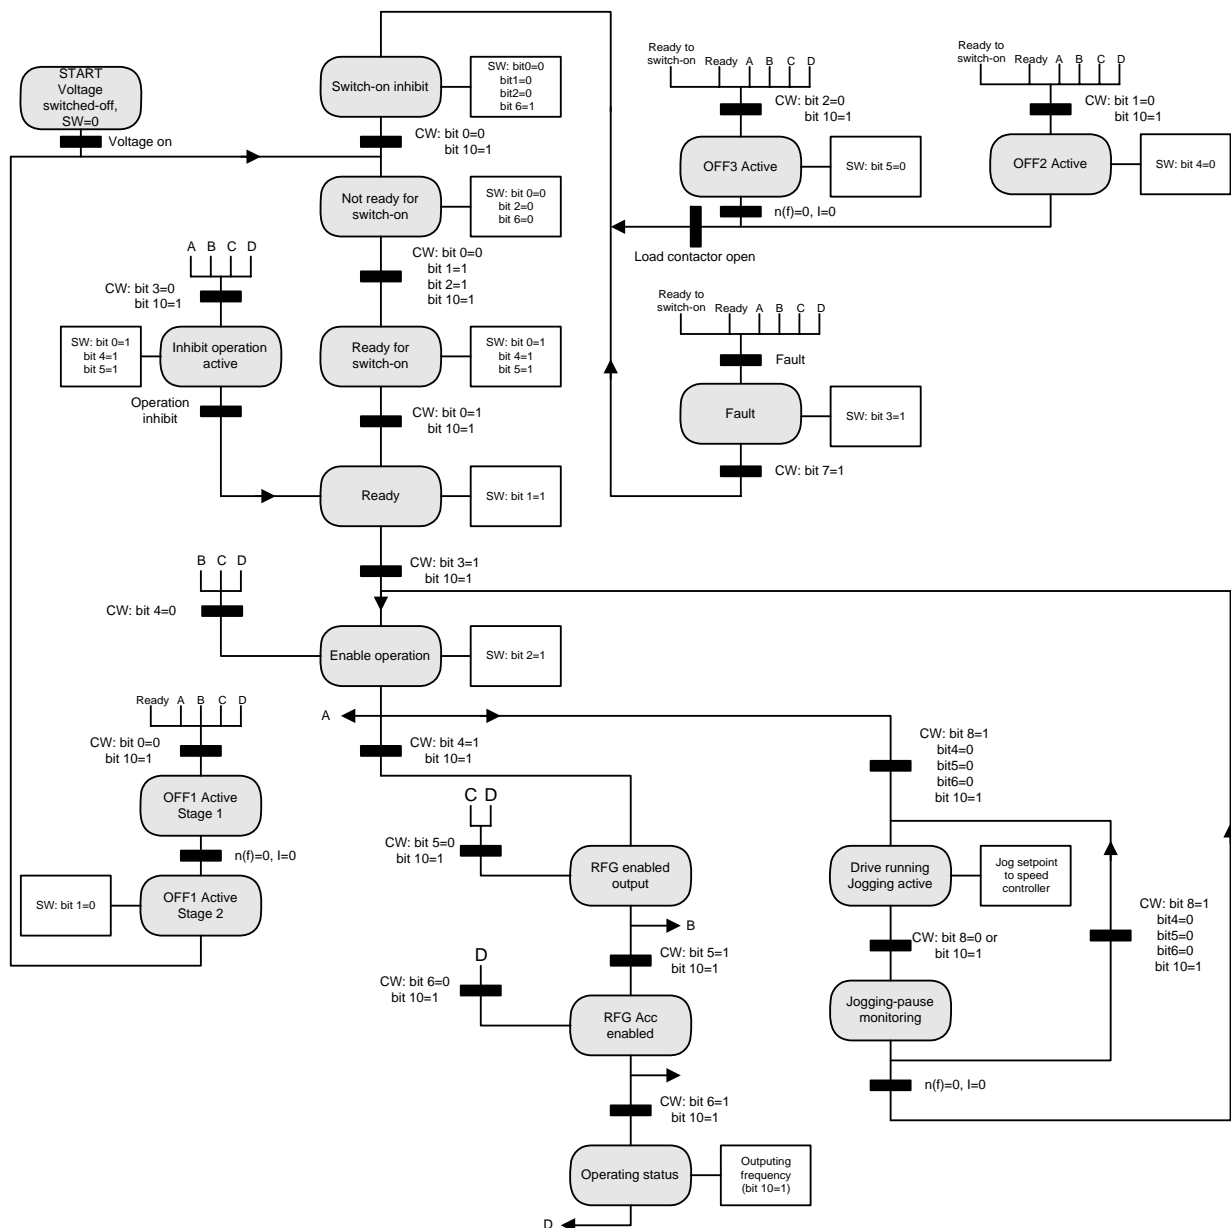 START
Voltage
switched-off,
SW=0
Voltage on
Switch-on inhibit
SW: bit0=0
bit1=0
bit2=0
bit 6=1
CW: bit 0=0
bit 10=1
Not ready for
switch-on
SW: bit 0=0
bit 2=0
bit 6=0
CW: bit 0=0
bit 1=1
bit 2=1
bit 10=1
Ready for
switch-on
SW: bit 0=1
bit 4=1
bit 5=1
CW: bit 0=1
bit 10=1
Ready
SW: bit 1=1
CW: bit 3=1
bit 10=1
Enable operation
SW: bit 2=1
A B C D
CW: bit 3=0
bit 10=1
SW: bit 0=1
bit 4=1
bit 5=1
Inhibit operation
active
Operation
inhibit
B C D
CW: bit 4=0
Ready A B C D
CW: bit 0=0
bit 10=1
OFF1 Active
Stage 1
n(f)=0, I=0
SW: bit 1=0
OFF1 Active
Stage 2
Ready to
switch-on
Ready A B C D
CW: bit 2=0
bit 10=1
OFF3 Active
SW: bit 5=0
n(f)=0, I=0
Load contactor open
Ready to
switch-on
Ready A B C D
CW: bit 1=0
bit 10=1
OFF2 Active
SW: bit 4=0
Ready to
switch-on
Ready A B C D
Fault
Fault
SW: bit 3=1
CW: bit 7=1
A
CW: bit 4=1
bit 10=1
C D
CW: bit 5=0
bit 10=1
RFG enabled
output
B
CW: bit 5=1
bit 10=1
D
CW: bit 6=0
bit 10=1
RFG Acc
enabled
CW: bit 6=1
bit 10=1
Operating status
Outputing
frequency
(bit 10=1)
D
CW: bit 8=1
bit4=0
bit5=0
bit6=0
bit 10=1
Drive running
Jogging active
Jog setpoint
to speed
controller
CW: bit 8=0 or
bit 10=1
CW: bit 8=1
bit4=0
bit5=0
bit6=0
bit 10=1
Jogging-pause
monitoring
n(f)=0, I=0